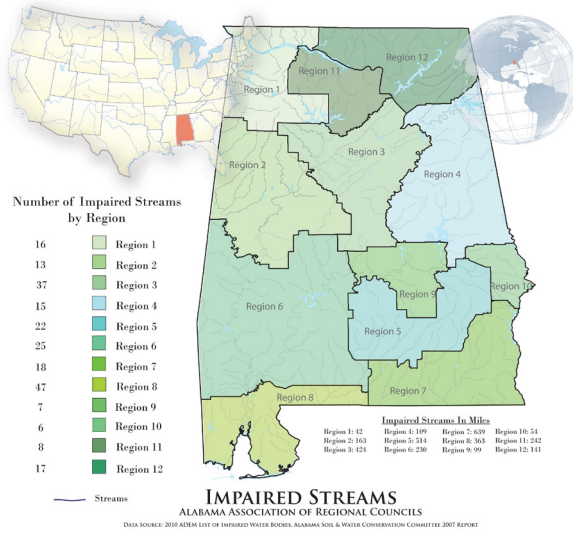 Region 12
Region 11
Region 1
Region 3
Region 2
Region 4
Number of Impaired Streams
by Region
16 Region 1
13 Region 2
37 Region 3
15 Region 4
22 Region 5
25 Region 6
18 Region 7
47 Region 8
7 Region 9
6 Region 10
8 Region 11
17 Region 12
Streams
Region 10
Region 9
Region 6
Region 5
Region 7
Region 8
Impaired Streams In Miles
Region 1: 42 Region 4: 109 Region 7: 639 Region 10: 54
Region 2: 163 Region 5: 514 Region 8: 363 Region 11: 242
Region 3: 424 Region 6: 230 Region 9: 99 Region 12: 141
IMPAIRED STREAMS
ALABAMA ASSOCIATION OF REGIONAL COUNCILS
DATA SOURCE: 2010 ADEM LIST OF IMPAIRED WATER BODIES, ALABAMA SOIL & WATER CONSERVATION COMMITTEE 2007 REPORT